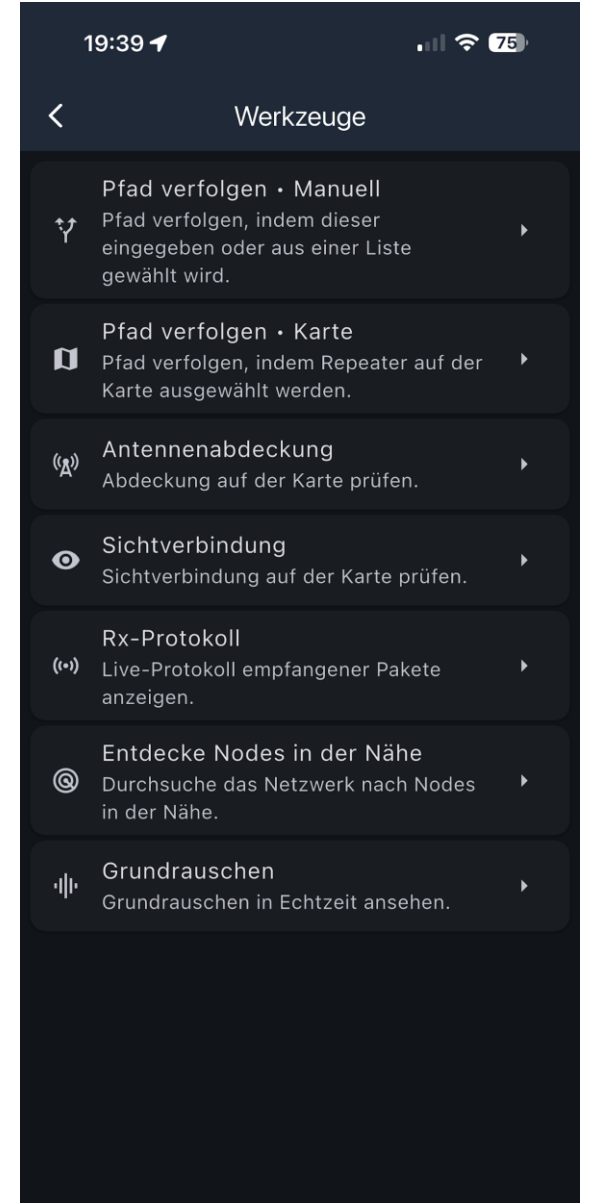 19:39
75
Werkzeuge
Pfad verfolgen • Manuell
Pfad verfolgen, indem dieser
eingegeben oder aus einer Liste
gewählt wird.
Pfad verfolgen • Karte
Pfad verfolgen, indem Repeater auf der
Karte ausgewählt werden.
Antennenabdeckung
Abdeckung auf der Karte prüfen.
Sichtverbindung
Sichtverbindung auf der Karte prüfen.
Rx-Protokoll
Live-Protokoll empfangener Pakete
anzeigen.
Entdecke Nodes in der Nähe
Durchsuche das Netzwerk nach Nodes
in der Nähe.
Grundrauschen
Grundrauschen in Echtzeit ansehen.